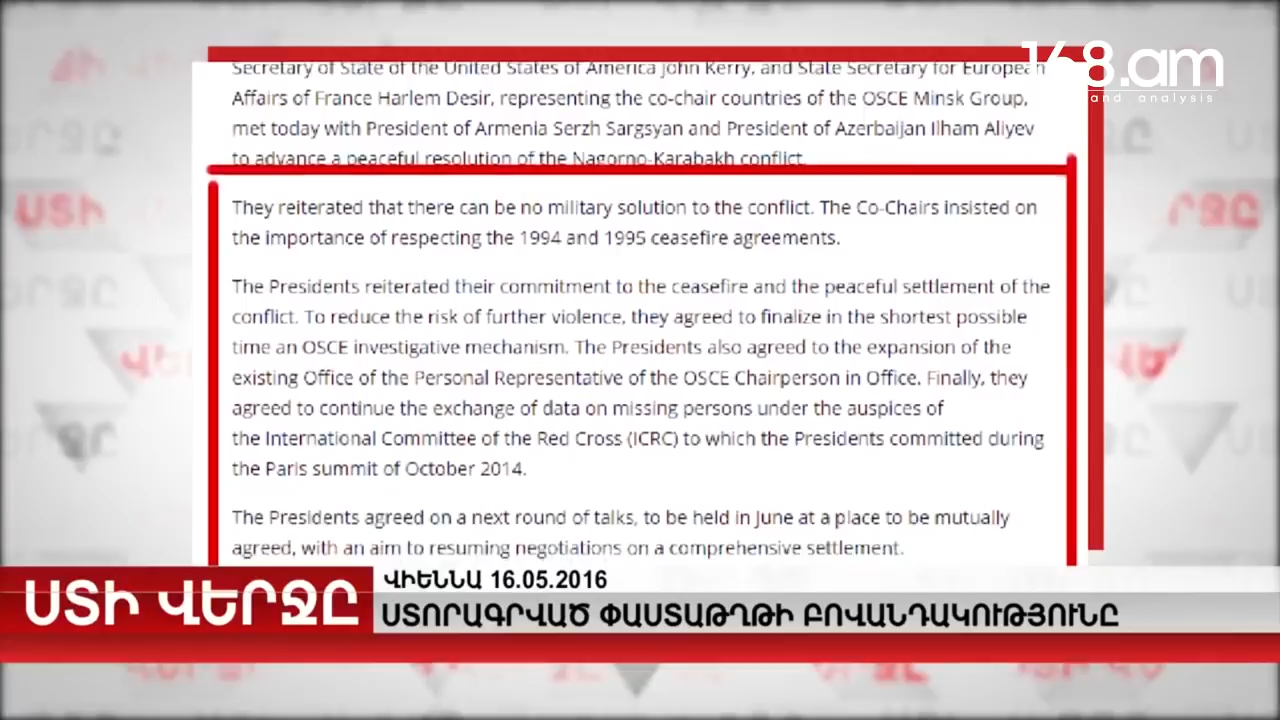 168.am
and analysis
Secretary of State of the United States of America John Kerry, and State Secretary for European
Affairs of France Harlem Desir, representing the co-chair countries of the OSCE Minsk Group,
met today with President of Armenia Serzh Sargsyan and President of Azerbaijan Ilham Aliyev
to advance a peaceful resolution of the Nagorno-Karabakh conflict.
They reiterated that there can be no military solution to the conflict. The Co-Chairs insisted on
the importance of respecting the 1994 and 1995 ceasefire agreements.
The Presidents reiterated their commitment to the ceasefire and the peaceful settlement of the
conflict. To reduce the risk of further violence, they agreed to finalize in the shortest possible
time an OSCE investigative mechanism. The Presidents also agreed to the expansion of the
existing Office of the Personal Representative of the OSCE Chairperson in Office. Finally, they
agreed to continue the exchange of data on missing persons under the auspices of
the International Committee of the Red Cross (ICRC) to which the Presidents committed during
the Paris summit of October 2014.
The Presidents agreed on a next round of talks, to be held in June at a place to be mutually
agreed, with an aim to resuming negotiations on a comprehensive settlement.
ՍՏԻ ՎԵՐՋԸ
ՎԻԵՆՆԱ 16.05.2016
ՍՏՈՐԱԳՐՎԱԾ ՓԱՍՏԱԹՂԹԻ ԲՈՎԱՆԴԱԿՈՒԹՅՈՒՆԸ